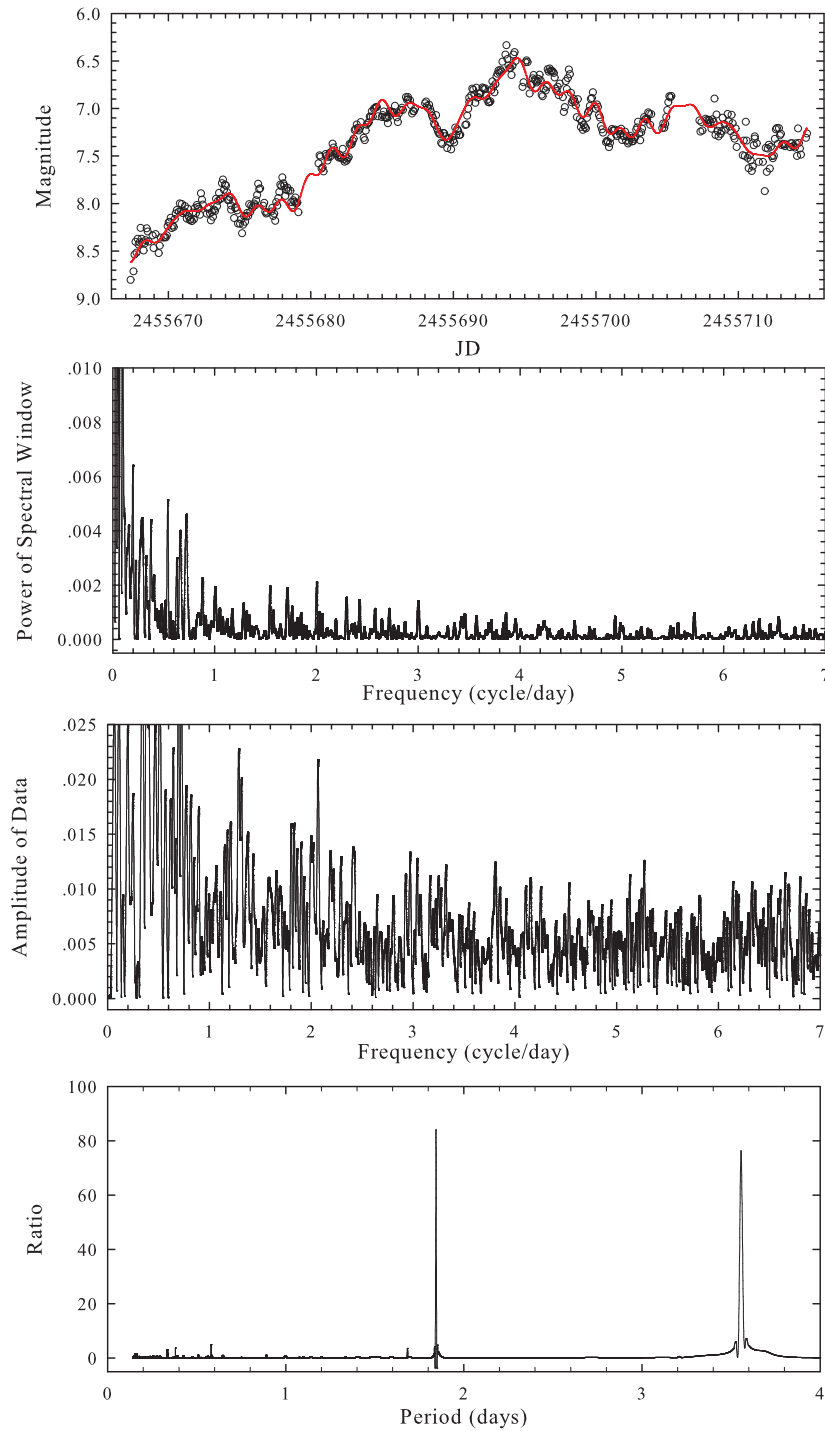 6.0
6.5
7.0
7.5
8.0
8.5
9.0
Magnitude
2455670 2455680 2455690 2455700 2455710
JD
.010
.008
.006
.004
.002
0.000
Power of Spectral Window
0 1 2 3 4 5 6 7
Frequency (cycle/day)
.025
.020
.015
.010
.005
0.000
Amplitude of Data
0 1 2 3 4 5 6 7
Frequency (cycle/day)
100
80
60
40
20
0
Ratio
0 1 2 3 4
Period (days)